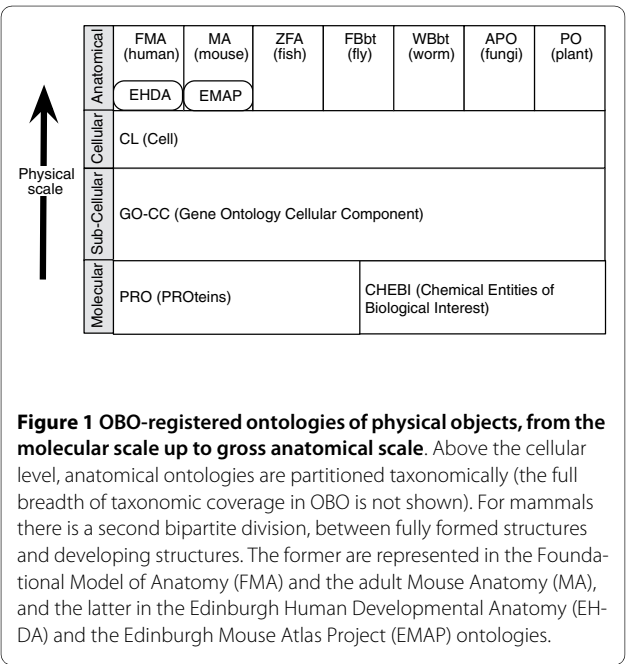 Physical
scale
Anatomical
FMA
(human)
MA
(mouse)
ZFA
(fish)
FBbt
(fly)
WBbt
(worm)
APO
(fungi)
PO
(plant)
EHDA
EMAP
Cellular
CL (Cell)
Sub-Cellular
GO-CC (Gene Ontology Cellular Component)
Molecular
PRO (PROteins)
CHEBI (Chemical Entities of
Biological Interest)
Figure 1 OBO-registered ontologies of physical objects, from the
molecular scale up to gross anatomical scale. Above the cellular
level, anatomical ontologies are partitioned taxonomically (the full
breadth of taxonomic coverage in OBO is not shown). For mammals
there is a second bipartite division, between fully formed structures
and developing structures. The former are represented in the Founda-
tional Model of Anatomy (FMA) and the adult Mouse Anatomy (MA),
and the latter in the Edinburgh Human Developmental Anatomy (EH-
DA) and the Edinburgh Mouse Atlas Project (EMAP) ontologies.